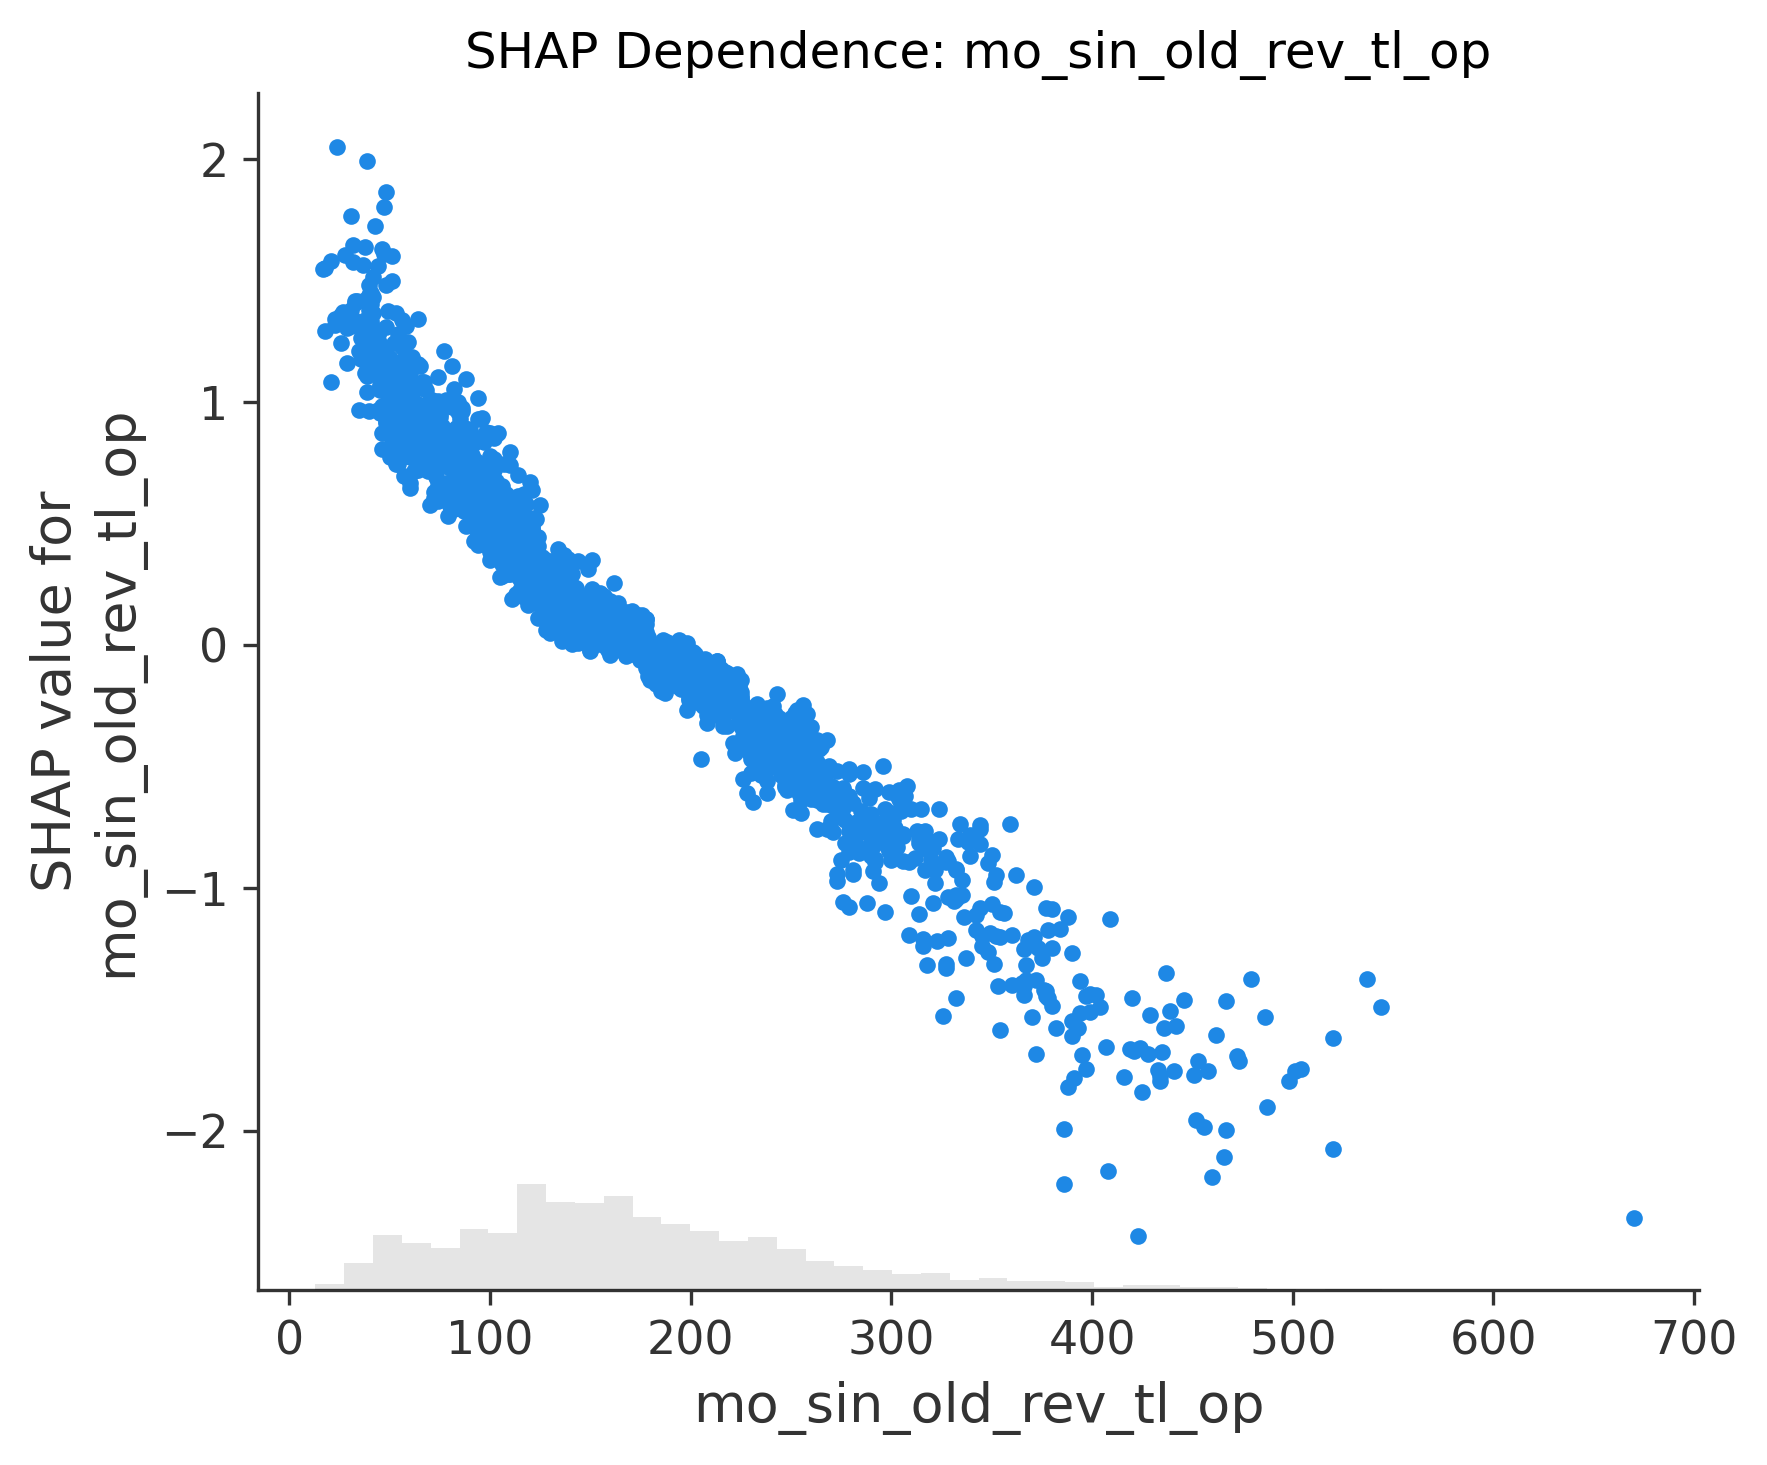 SHAP Dependence: mo_sin_old_rev_tl_op
SHAP value for
mo_sin_old_rev_tl_op
2
1
0
−1
−2
0 100 200 300 400 500 600 700
mo_sin_old_rev_tl_op